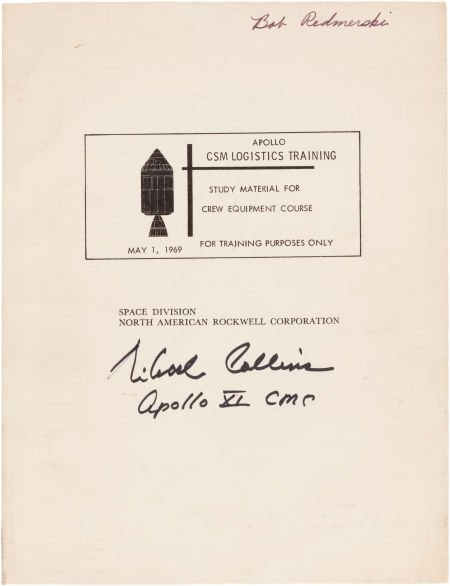 Bob Redmerski
APOLLO
CSM LOGISTICS TRAINING
STUDY MATERIAL FOR
CREW EQUIPMENT COURSE
MAY 1, 1969
FOR TRAINING PURPOSES ONLY
SPACE DIVISION
NORTH AMERICAN ROCKWELL CORPORATION
Michael Collins
Apollo XI CMP